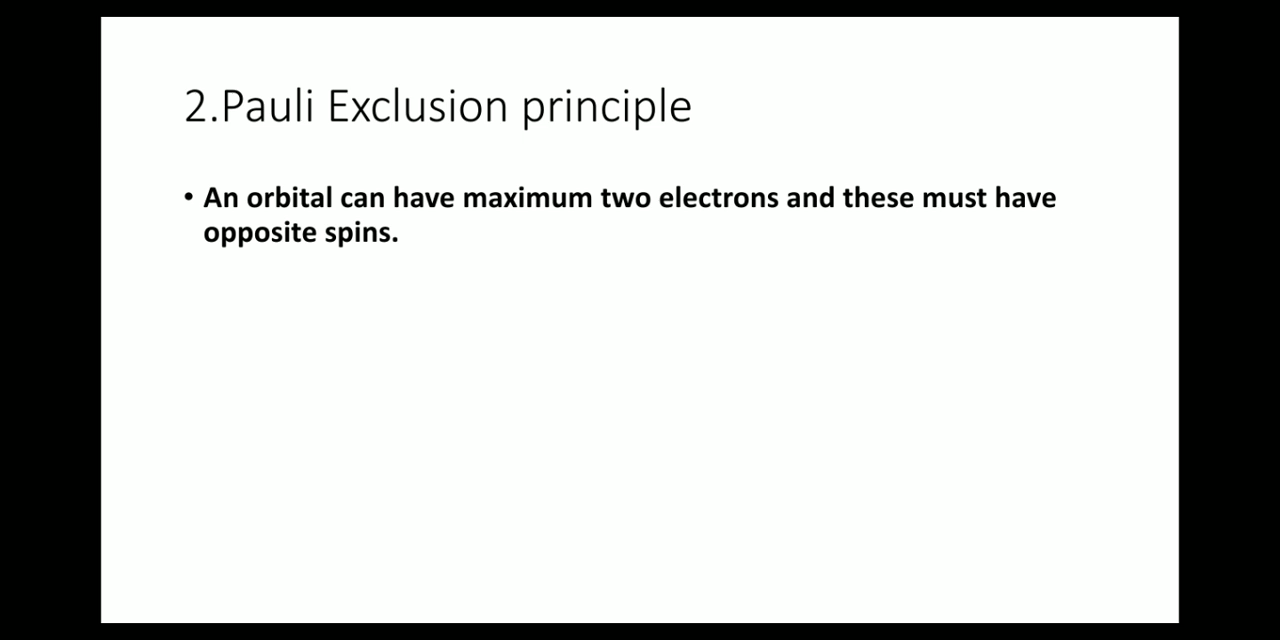 2.Pauli Exclusion principle
• An orbital can have maximum two electrons and these must have
opposite spins.